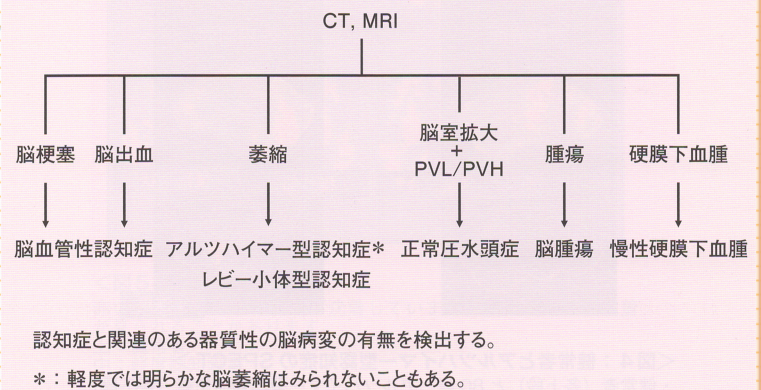 CT, MRI
脳梗塞 脳出血 萎縮 脳室拡大 + PVL/PVH 腫瘍 硬膜下血腫
脳血管性認知症 アルツハイマー型認知症＊ 正常圧水頭症 脳腫瘍 慢性硬膜下血腫
レビー小体型認知症
認知症と関連のある器質性の脳病変の有無を検出する。
＊：軽度では明らかな脳萎縮はみられないこともある。